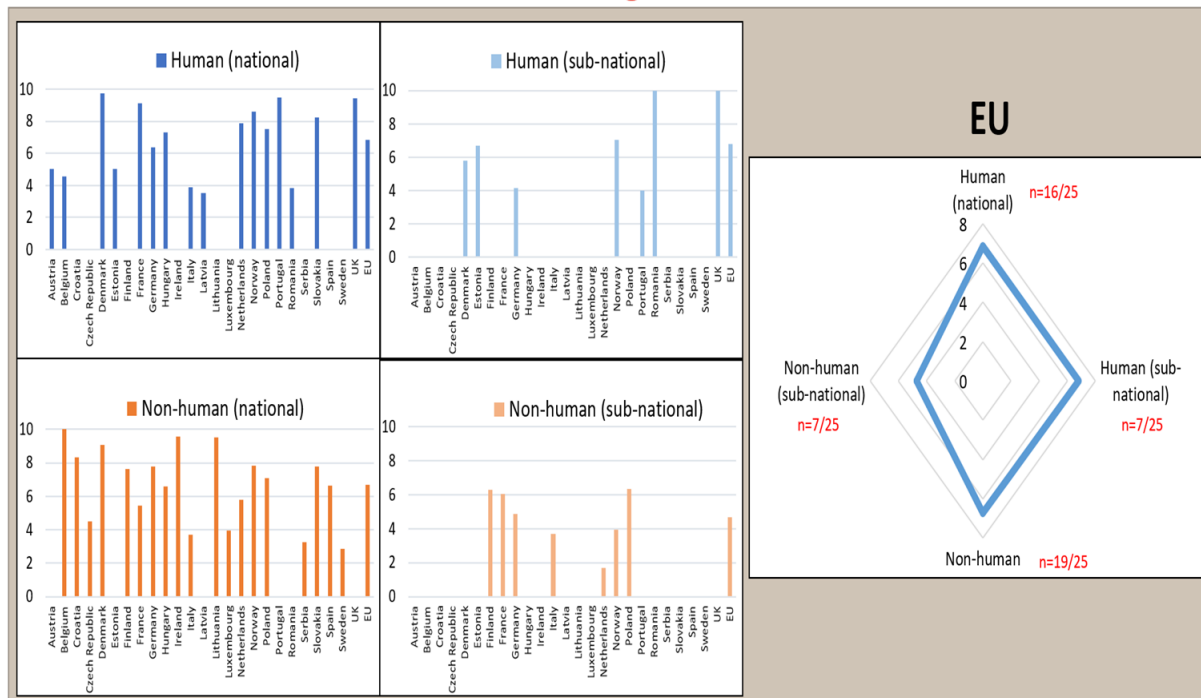 Human (national)
10
8
6
4
2
0
Austria
Belgium
Croatia
Czech Republic
Denmark
Estonia
Finland
France
Germany
Hungary
Ireland
Italy
Latvia
Lithuania
Luxembourg
Netherlands
Norway
Poland
Portugal
Romania
Serbia
Slovakia
Spain
Sweden
UK
EU
Human (sub-national)
10
8
6
4
2
0
Austria
Belgium
Croatia
Czech Republic
Denmark
Estonia
Finland
France
Germany
Hungary
Ireland
Italy
Latvia
Lithuania
Luxembourg
Netherlands
Norway
Poland
Portugal
Romania
Serbia
Slovakia
Spain
Sweden
UK
EU
Non-human (national)
10
8
6
4
2
0
Austria
Belgium
Croatia
Czech Republic
Denmark
Estonia
Finland
France
Germany
Hungary
Ireland
Italy
Latvia
Lithuania
Luxembourg
Netherlands
Norway
Poland
Portugal
Romania
Serbia
Slovakia
Spain
Sweden
UK
EU
Non-human (sub-national)
10
8
6
4
2
0
Austria
Belgium
Croatia
Czech Republic
Denmark
Estonia
Finland
France
Germany
Hungary
Ireland
Italy
Latvia
Lithuania
Luxembourg
Netherlands
Norway
Poland
Portugal
Romania
Serbia
Slovakia
Spain
Sweden
UK
EU
EU
Human
(national)
n=16/25
8
6
4
2
0
Non-human
(sub-national)
n=7/25
Human (sub-
national)
n=7/25
Non-human
n=19/25